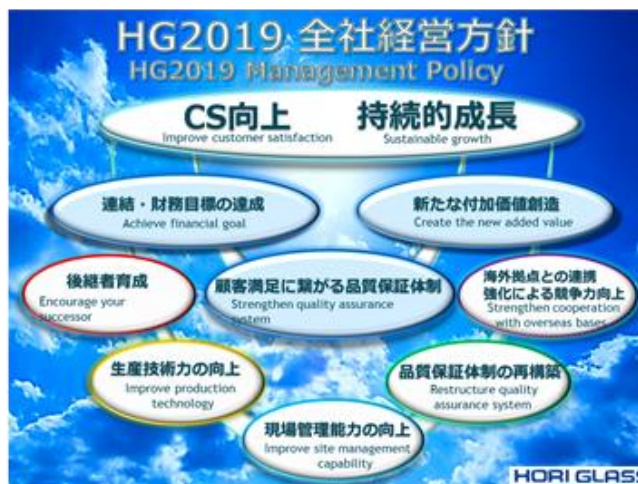 HG2019 全社経営方針
HG2019 Management Policy
CS向上
Improve customer satisfaction
持続的成長
Sustainable growth
連結・財務目標の達成
Achieve financial goal
新たな付加価値創造
Create the new added value
後継者育成
Encourage your
successor
顧客満足に繋がる品質保証体制
Strengthen quality assurance
system
海外拠点との連携
強化による競争力向上
Strengthen cooperation
with overseas bases
生産技術力の向上
Improve production
technology
品質保証体制の再構築
Restructure quality
assurance system
現場管理能力の向上
Improve site management
capability
HORI GLASS